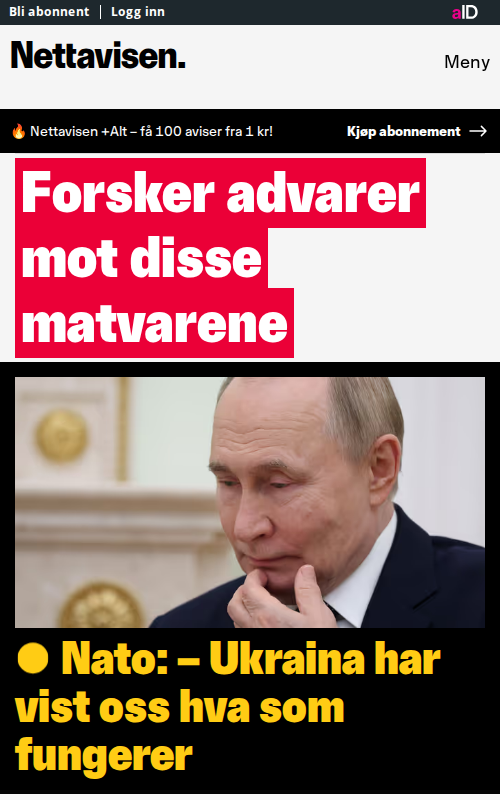 Bli abonnent Logg inn aID
Nettavisen.
Meny
🔥 Nettavisen +Alt – få 100 aviser fra 1 kr! Kjøp abonnement →
Forsker advarer
mot disse
matvarene
Nato: – Ukraina har
vist oss hva som
fungerer